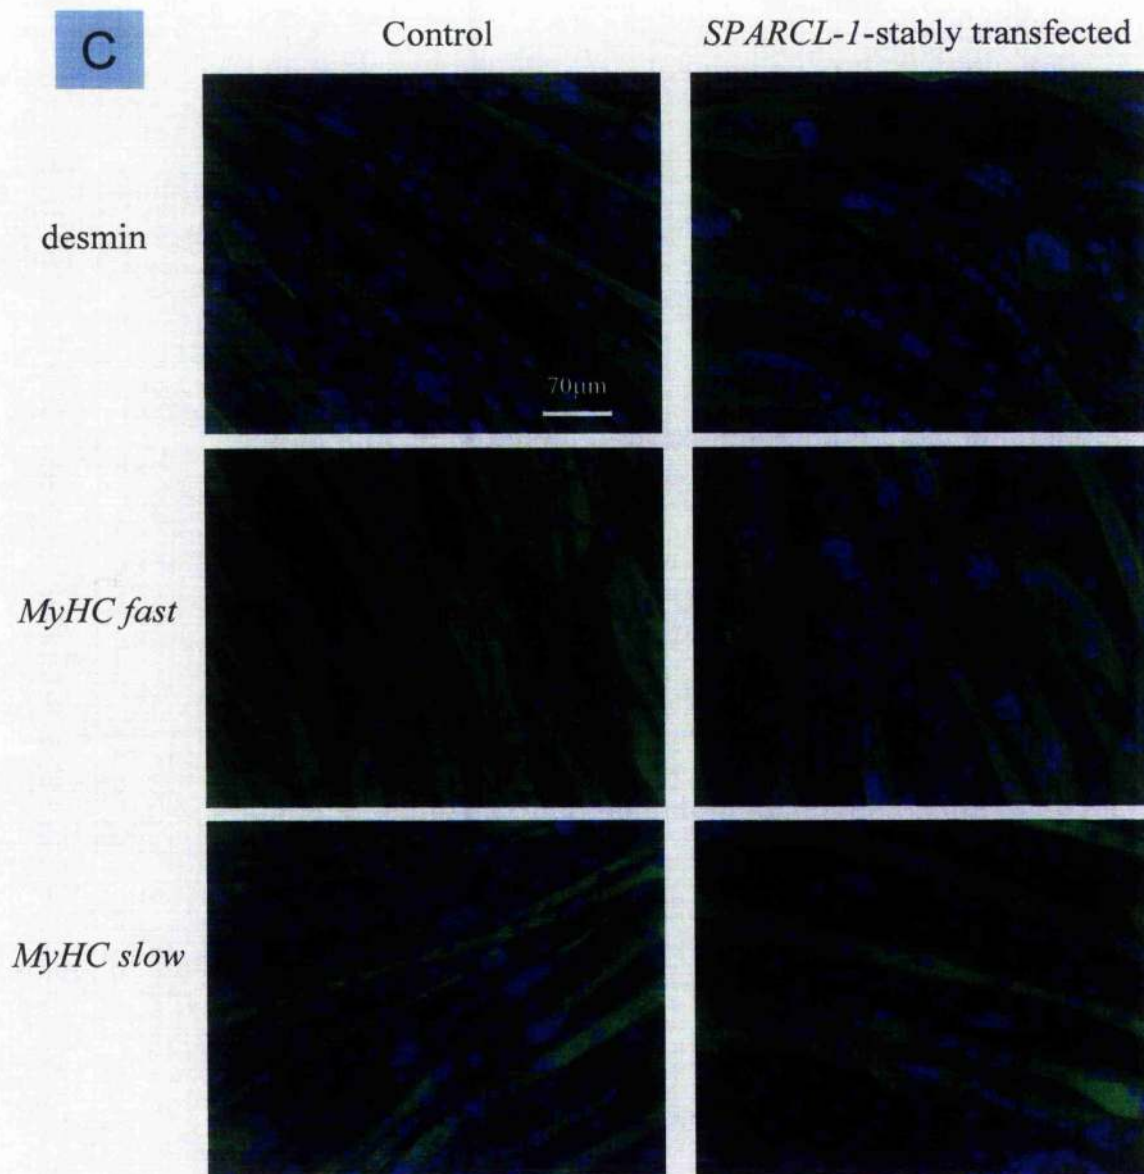 C
Control
SPARCL-1-stably transfected
desmin
70µm
MyHC fast
MyHC slow